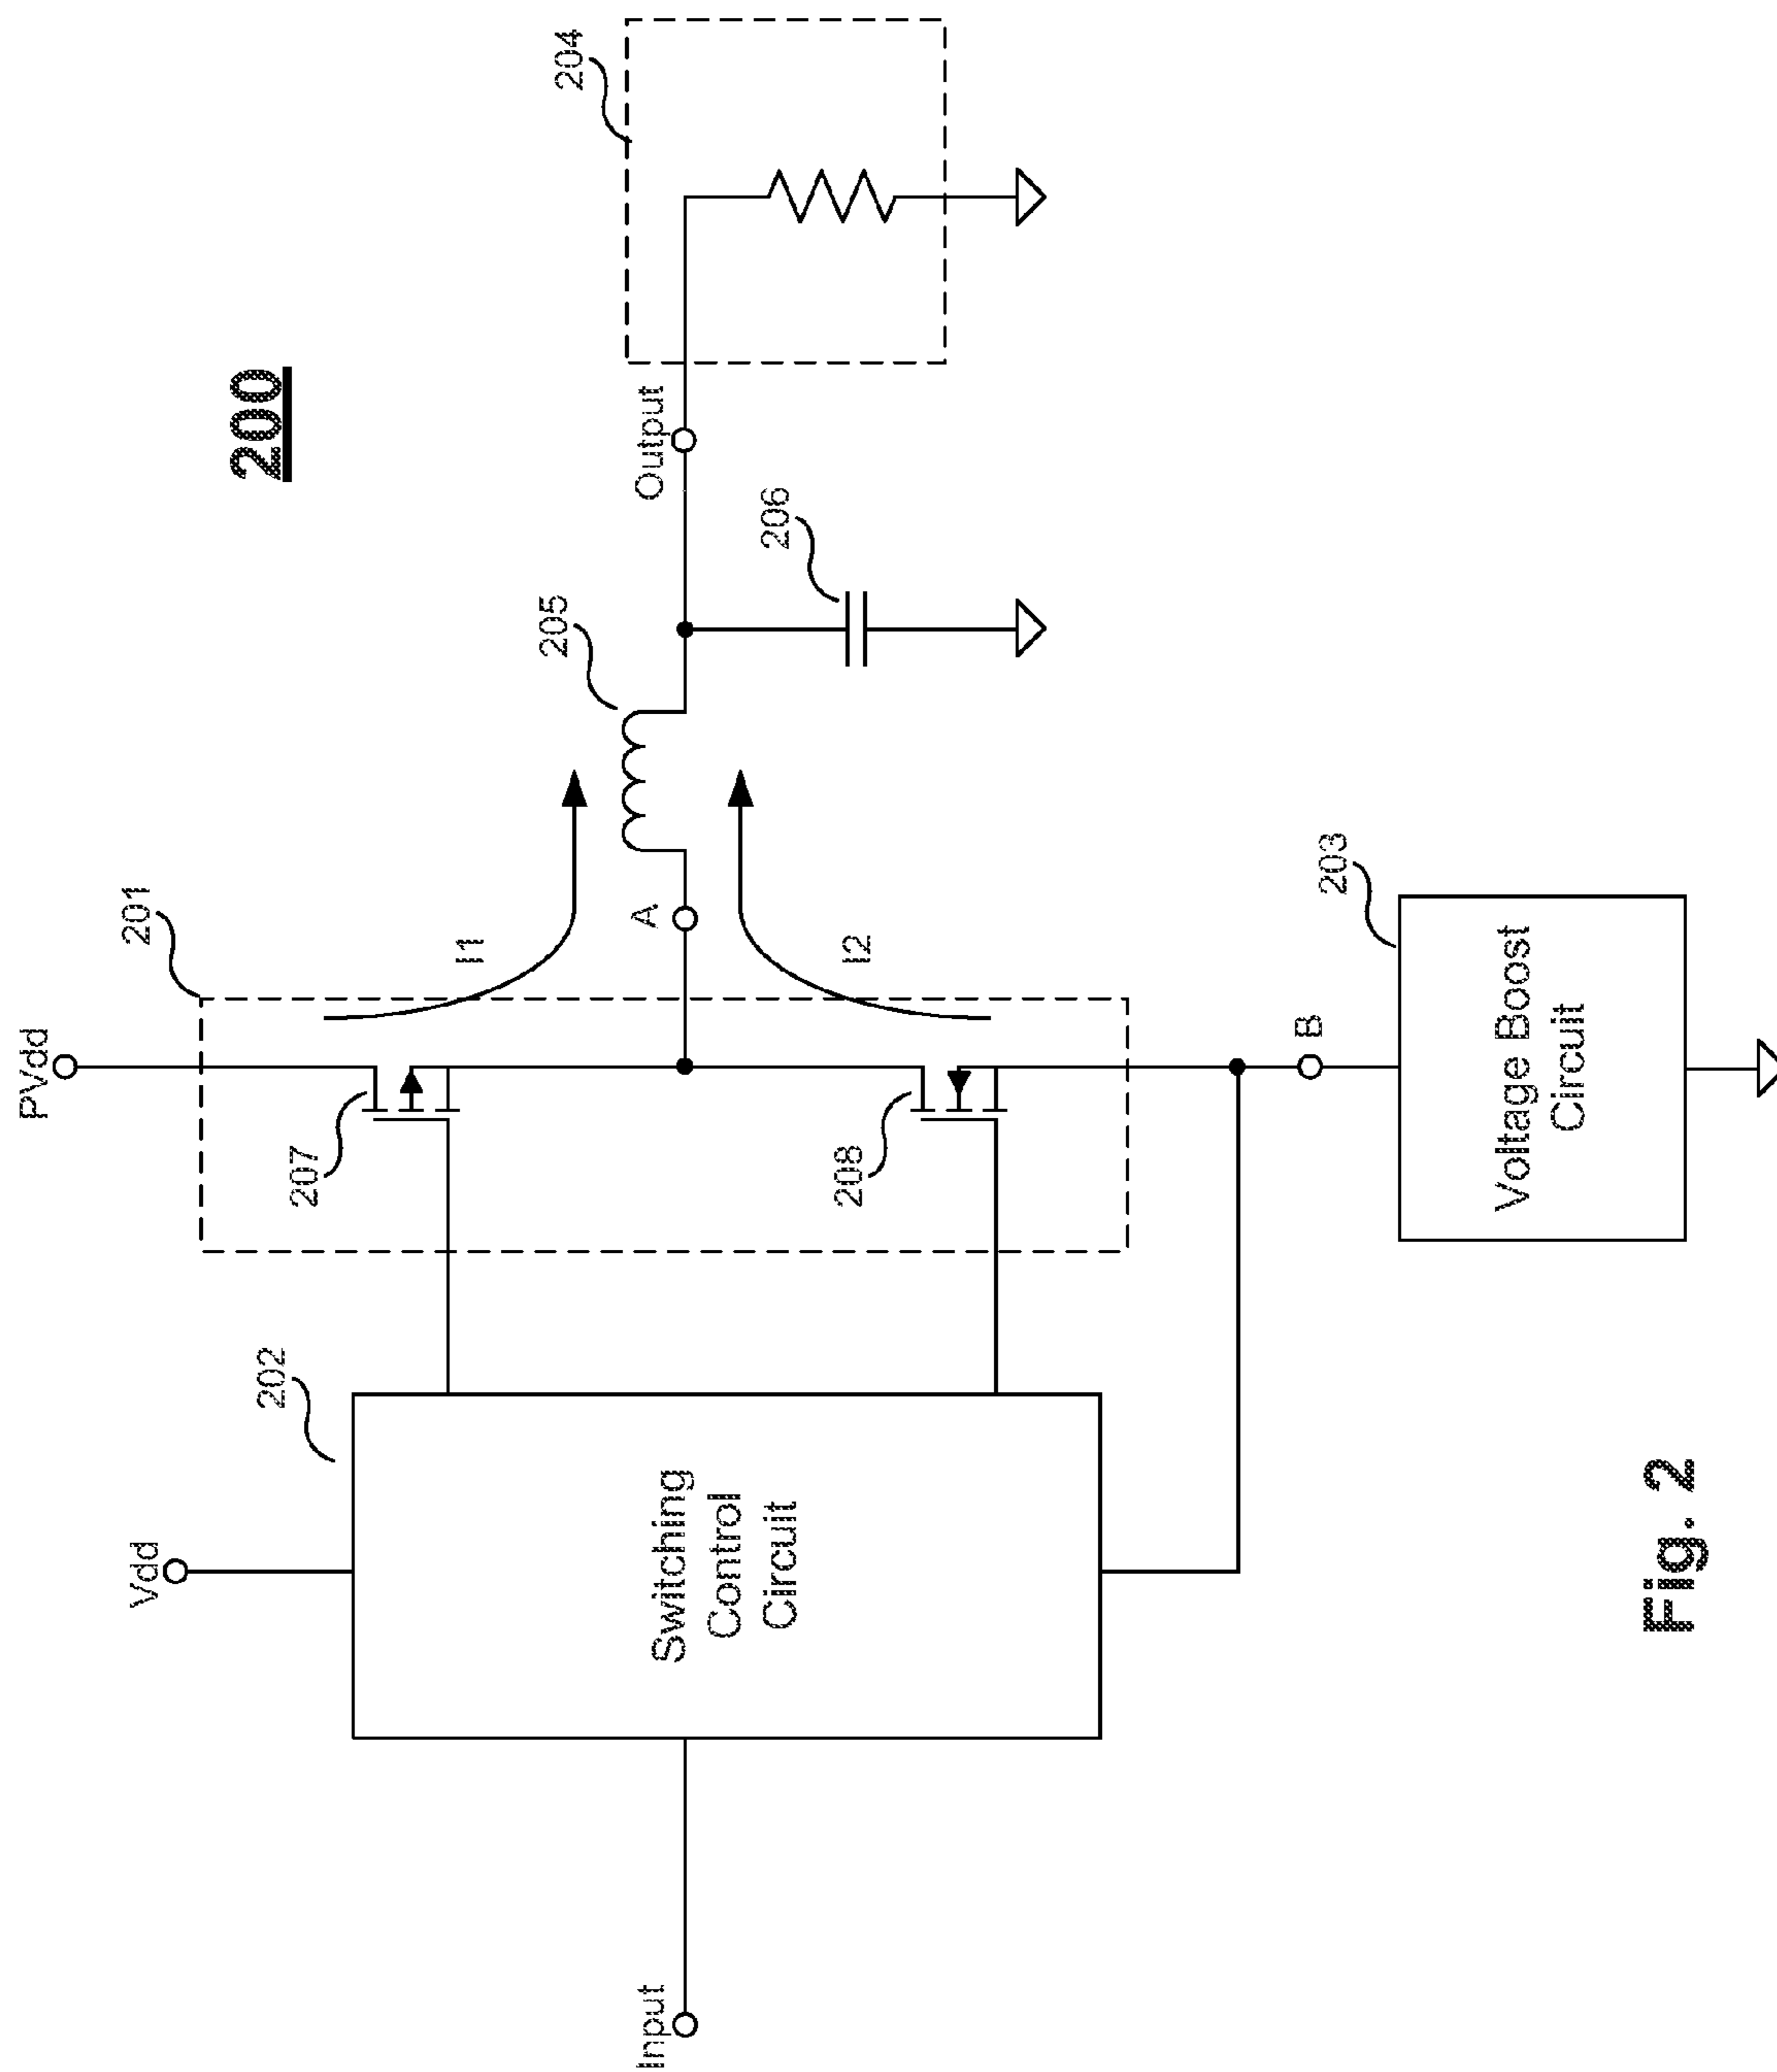 200
PVdd
201
Vdd
202
207
I1
205
204
A
Output
Input
Switching
Control
Circuit
208
I2
206
B
203
Voltage Boost
Circuit
Fig. 2